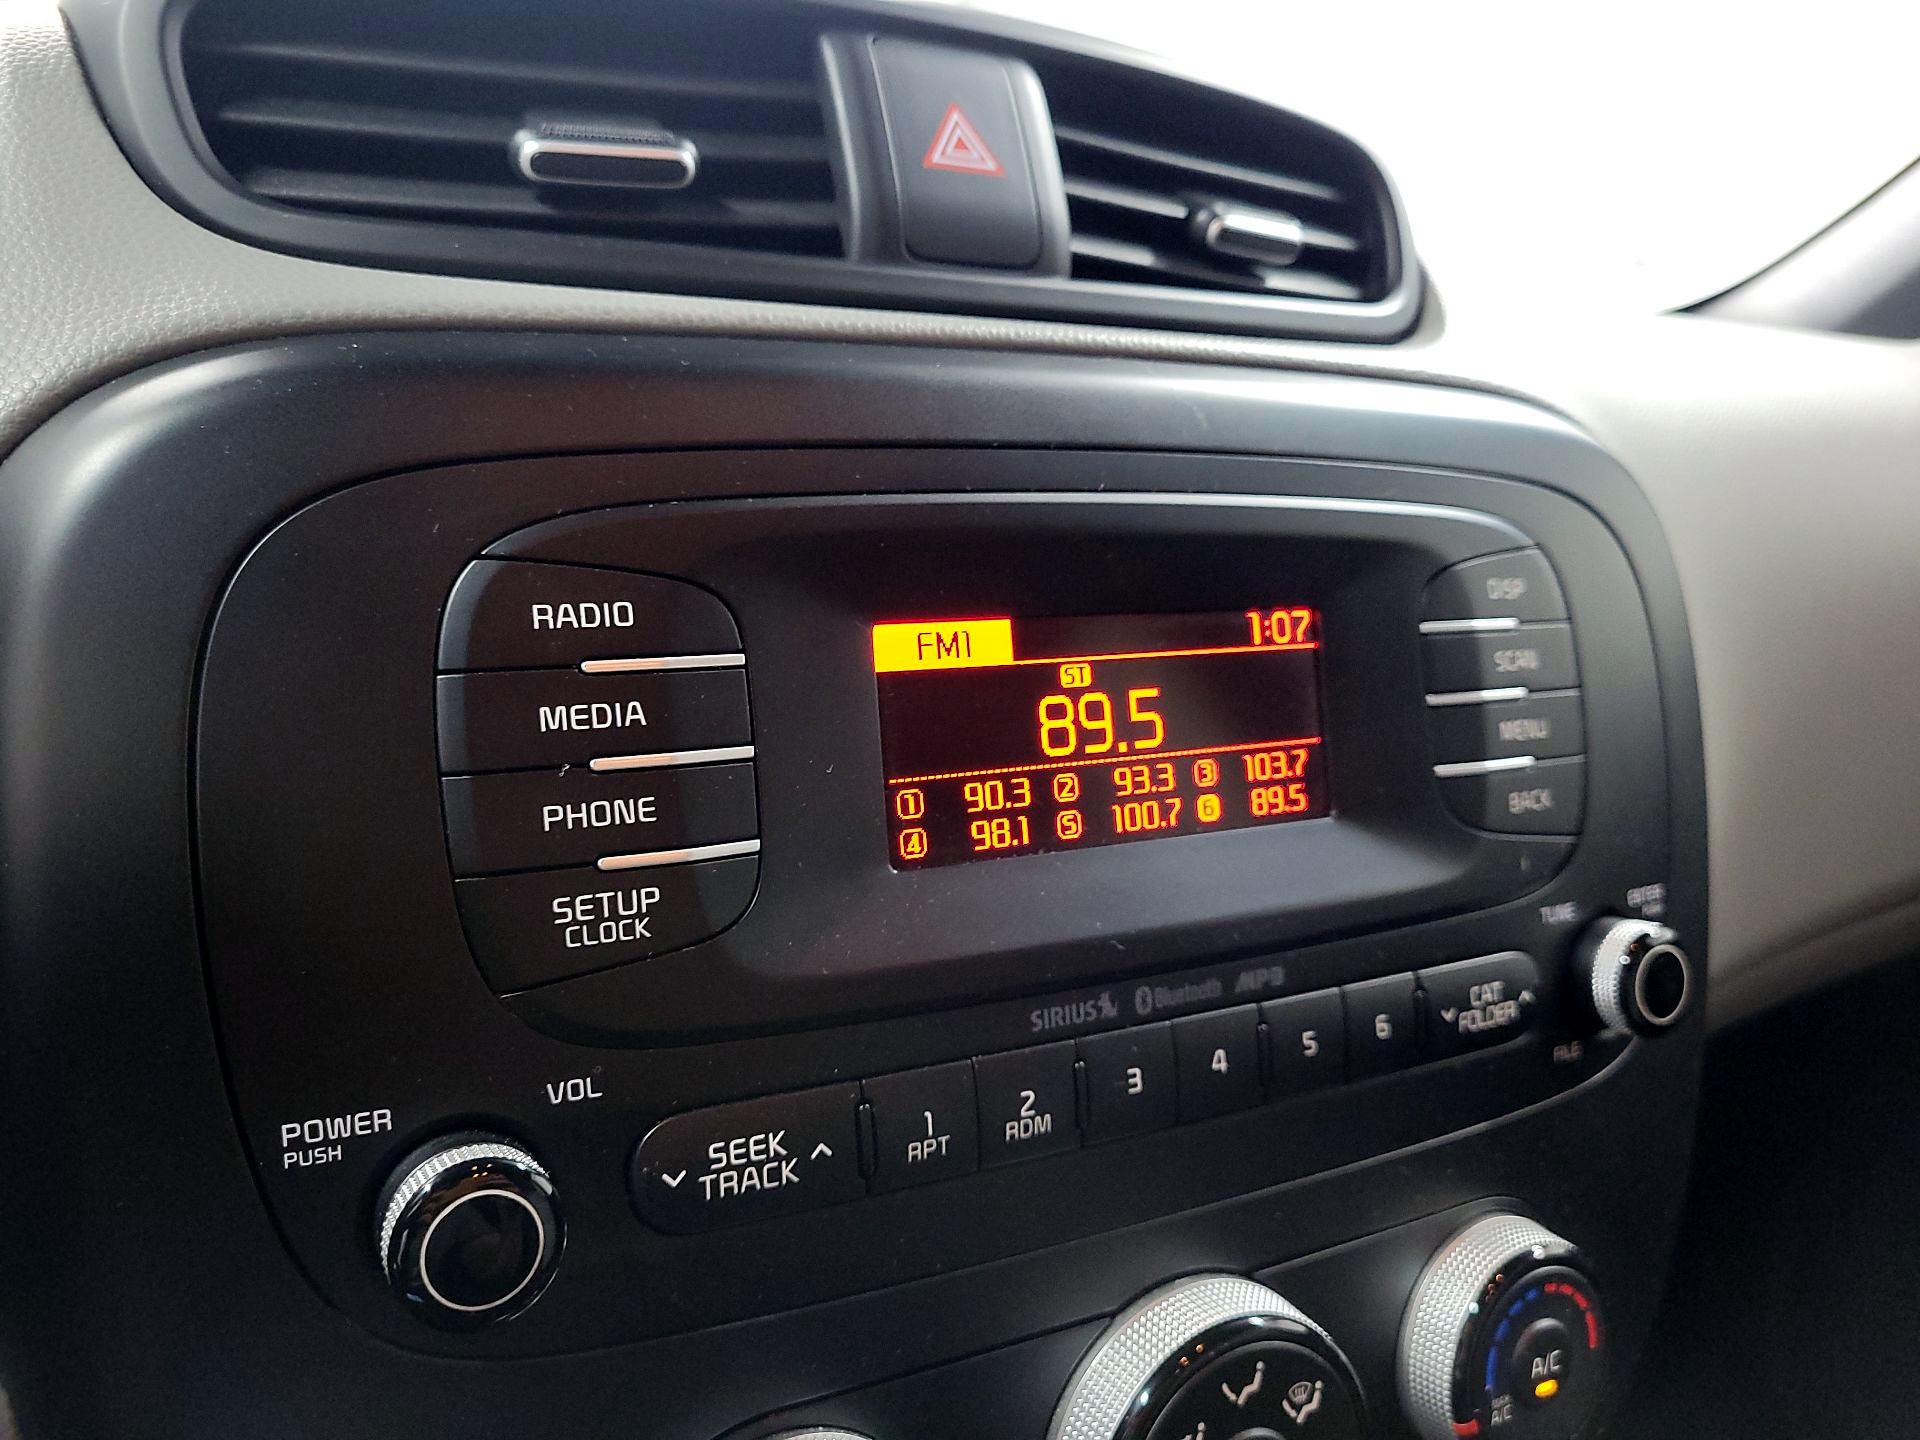 RADIO
MEDIA
PHONE
SETUP
CLOCK
FM1
1:07
ST
89.5
1 90.3 2 93.3 3 103.7
4 98.1 5 100.7 6 89.5
DISP
SCAN
MENU
BACK
TUNE
ENTER
SIRIUS Bluetooth MP3
POWER
PUSH
VOL
SEEK
TRACK
1
RPT
2
RDM
3
4
5
6
CAT
FOLDER
FILE
A/C
A/C